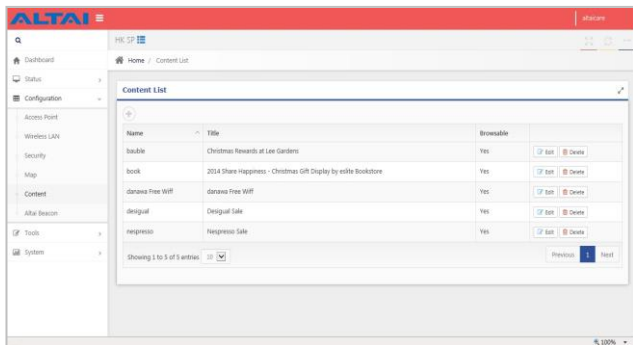 ALTAI
altaicare
HK SP
Dashboard
Home / Content List
Status
Content List
Configuration
Access Point
Name Title Browsable
Wireless LAN
bauble Christmas Rewards at Lee Gardens Yes Edit Delete
Security
book 2014 Share Happiness - Christmas Gift Display by eslite Bookstore Yes Edit Delete
Map
danawa Free Wiff danawa Free Wiff Yes Edit Delete
Content
desigual Desigual Sale Yes Edit Delete
Altai Beacon
nespresso Nespresso Sale Yes Edit Delete
Tools
System
Showing 1 to 5 of 5 entries 10 Previous 1 Next
100%